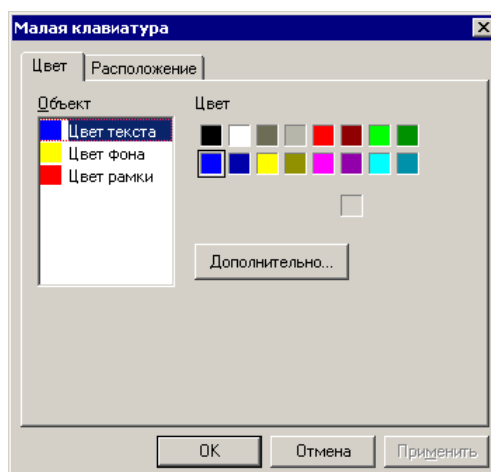 Малая клавиатура
Цвет Расположение
Объект Цвет
Цвет текста
Цвет фона
Цвет рамки
Дополнительно...
OK Отмена Применить